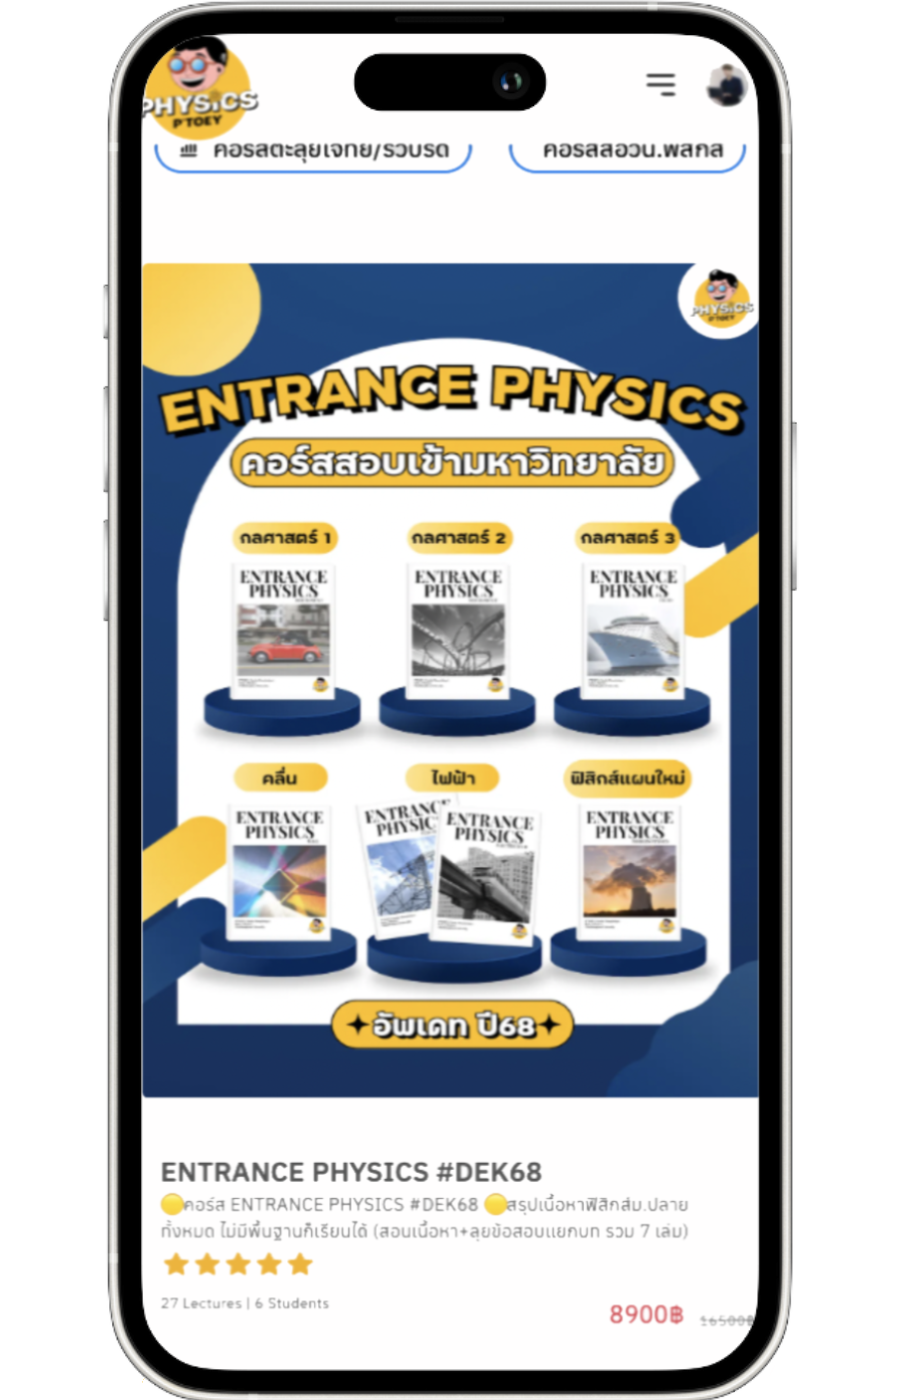 PHYSICS
P'TOEY
คอร์สตะลุยโจทย์/รวบรัด
คอร์สสอวน.ฟิสิกส์
PHYSICS
P'TOEY
ENTRANCE PHYSICS
คอร์สสอบเข้ามหาวิทยาลัย
กลศาสตร์ 1
กลศาสตร์ 2
กลศาสตร์ 3
ENTRANCE
PHYSICS
ENTRANCE
PHYSICS
ENTRANCE
PHYSICS
คลื่น
ไฟฟ้า
ฟิสิกส์แผนใหม่
ENTRANCE
PHYSICS
ENTRANCE
PHYSICS
ENTRANCE
PHYSICS
ENTRANCE
PHYSICS
อัพเดท ปี68
ENTRANCE PHYSICS #DEK68
คอร์ส ENTRANCE PHYSICS #DEK68 สรุปเนื้อหาฟิสิกส์ม.ปลาย
ทั้งหมด ไม่มีพื้นฐานก็เรียนได้ (สอนเนื้อหา+ลุยข้อสอบแยกบท รวม 7 เล่ม)
27 Lectures | 6 Students
8900฿
16500฿